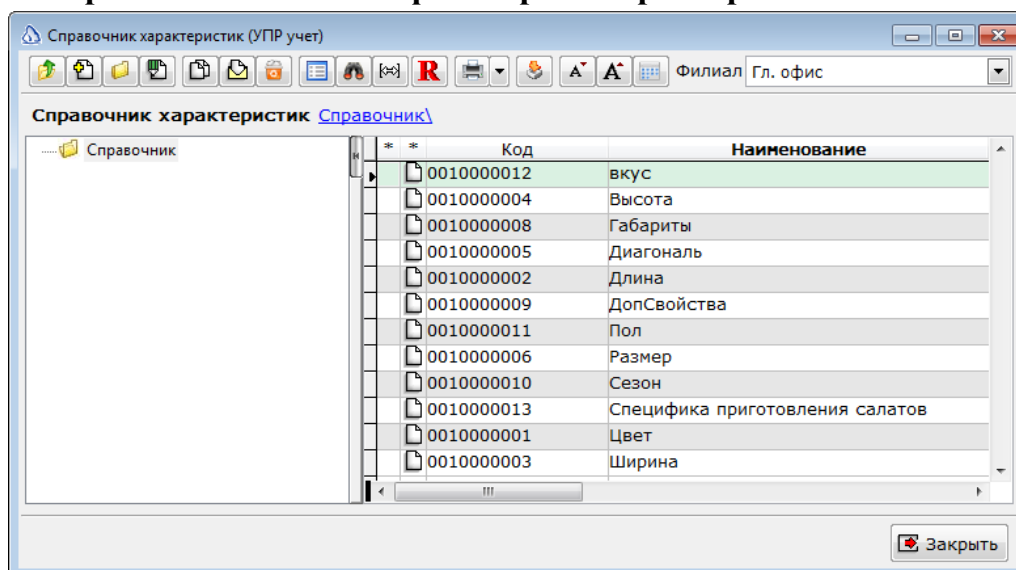 Справочник характеристик (УПР учет)
R A A Филиал Гл. офис
Справочник характеристик Справочник\
Справочник
* * Код Наименование
0010000012 вкус
0010000004 Высота
0010000008 Габариты
0010000005 Диагональ
0010000002 Длина
0010000009 ДопСвойства
0010000011 Пол
0010000006 Размер
0010000010 Сезон
0010000013 Специфика приготовления салатов
0010000001 Цвет
0010000003 Ширина
Закрыть